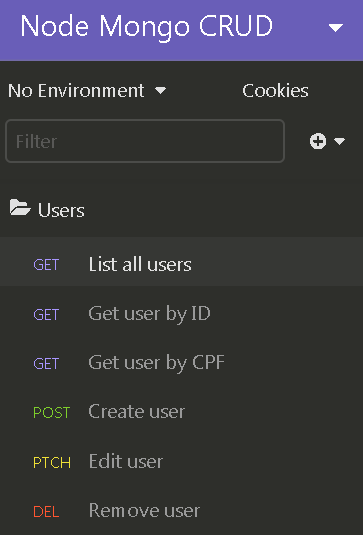 Node Mongo CRUD
No Environment Cookies
Filter
Users
GET List all users
GET Get user by ID
GET Get user by CPF
POST Create user
PTCH Edit user
DEL Remove user